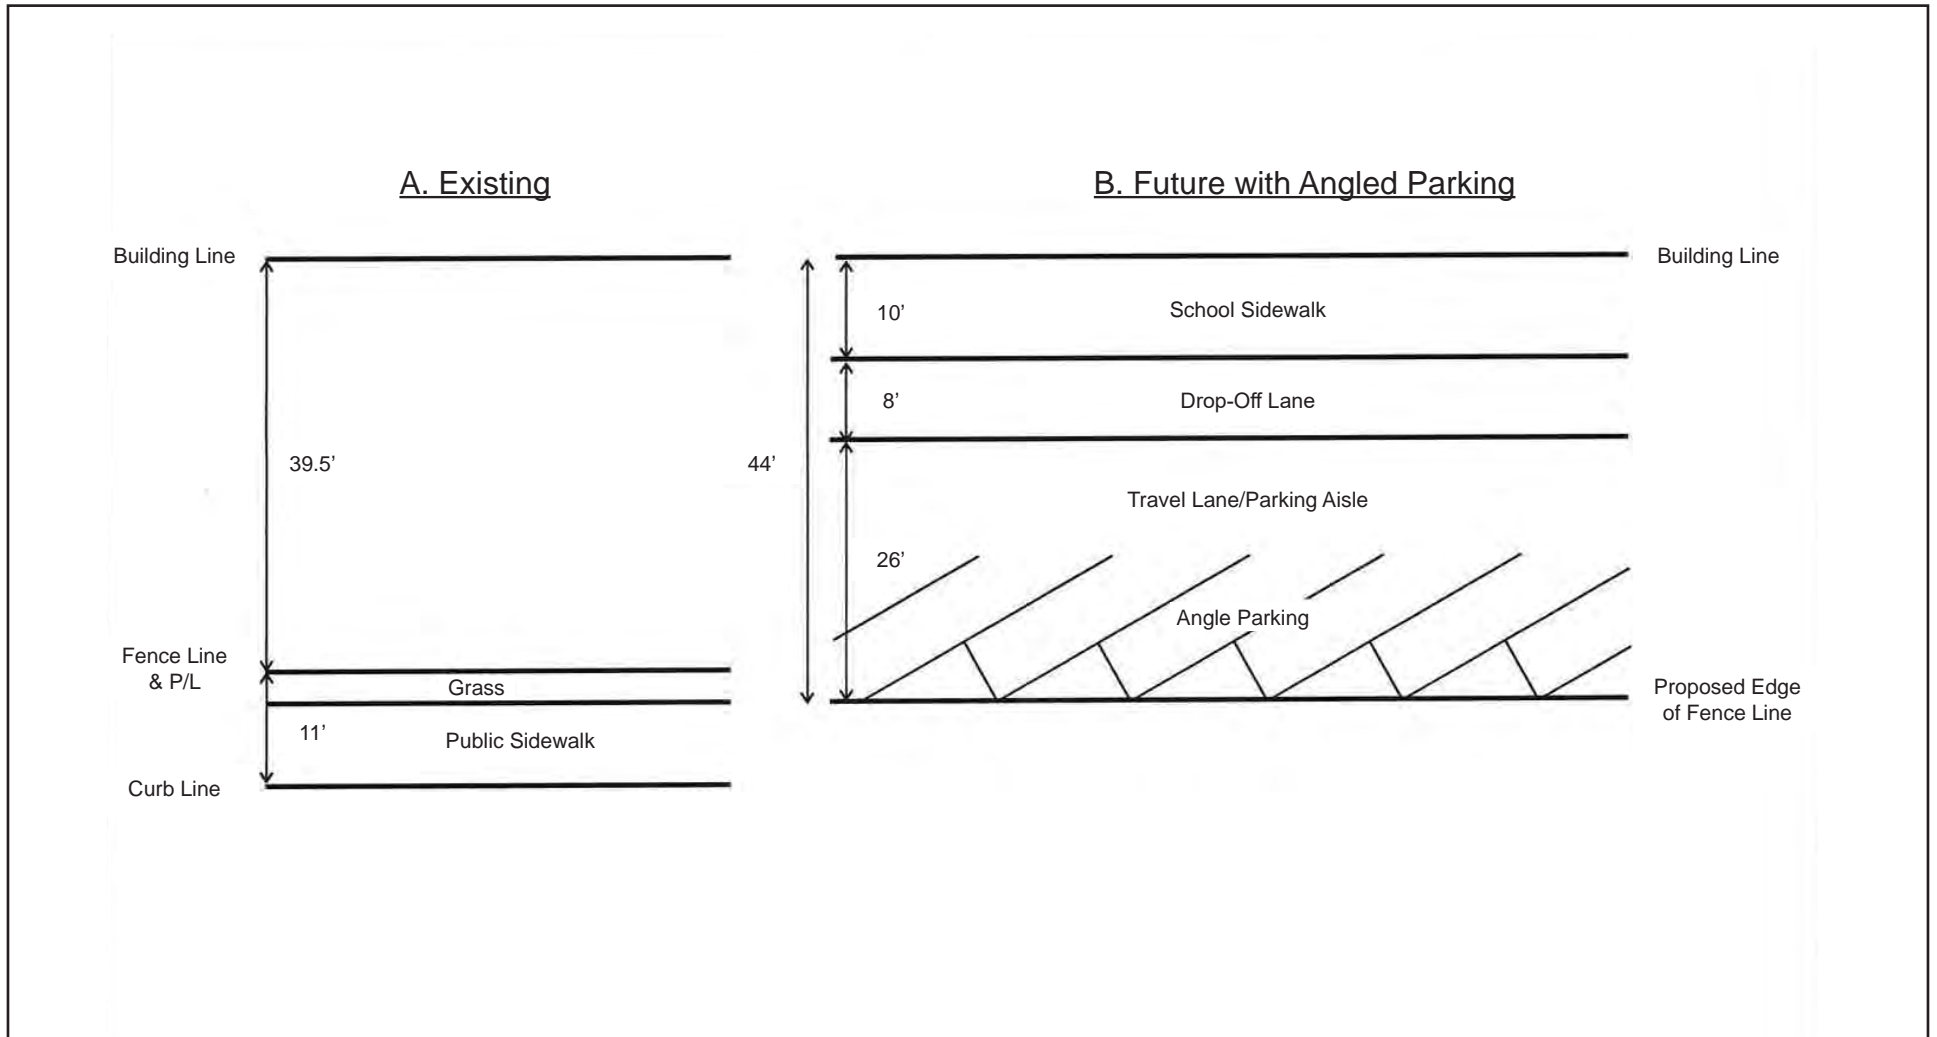 A. Existing
B. Future with Angled Parking
Building Line
39.5’
Fence Line
& P/L
Grass
11’
Public Sidewalk
Curb Line
44’
Building Line
10’
School Sidewalk
8’
Drop-Off Lane
Travel Lane/Parking Aisle
26’
Angle Parking
Proposed Edge
of Fence Line